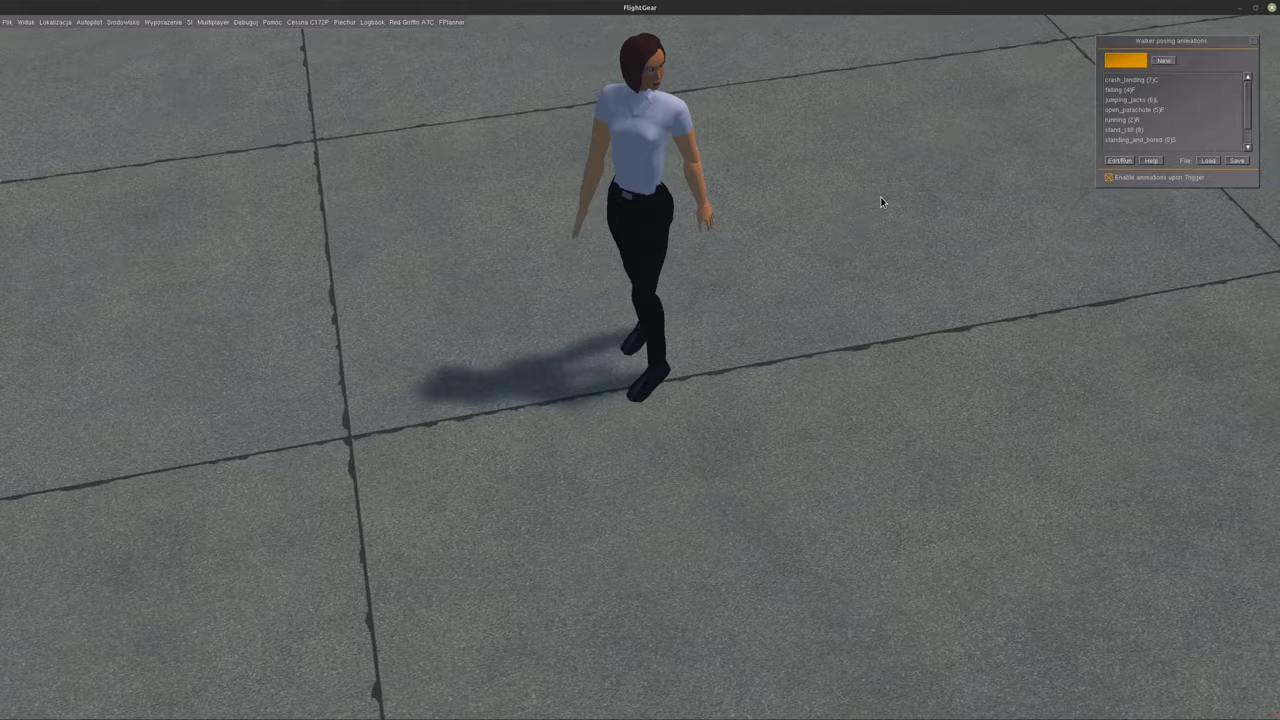 FlightGear
Plik Widok Lokalizacja Autopilot Środowisko Wyposażenie SI Multiplayer Debuguj Pomoc Cessna C172P Piechur Logbook Red Griffin ATC FPlanner
Walker posing animations
New
crash_landing (7)C
falling (4)F
jumping_jacks (6)L
open_parachute (5)P
running (2)R
stand_still (8)
standing_and_bored (0)S
Edit/Run Help File: Load Save
Enable animations upon Trigger